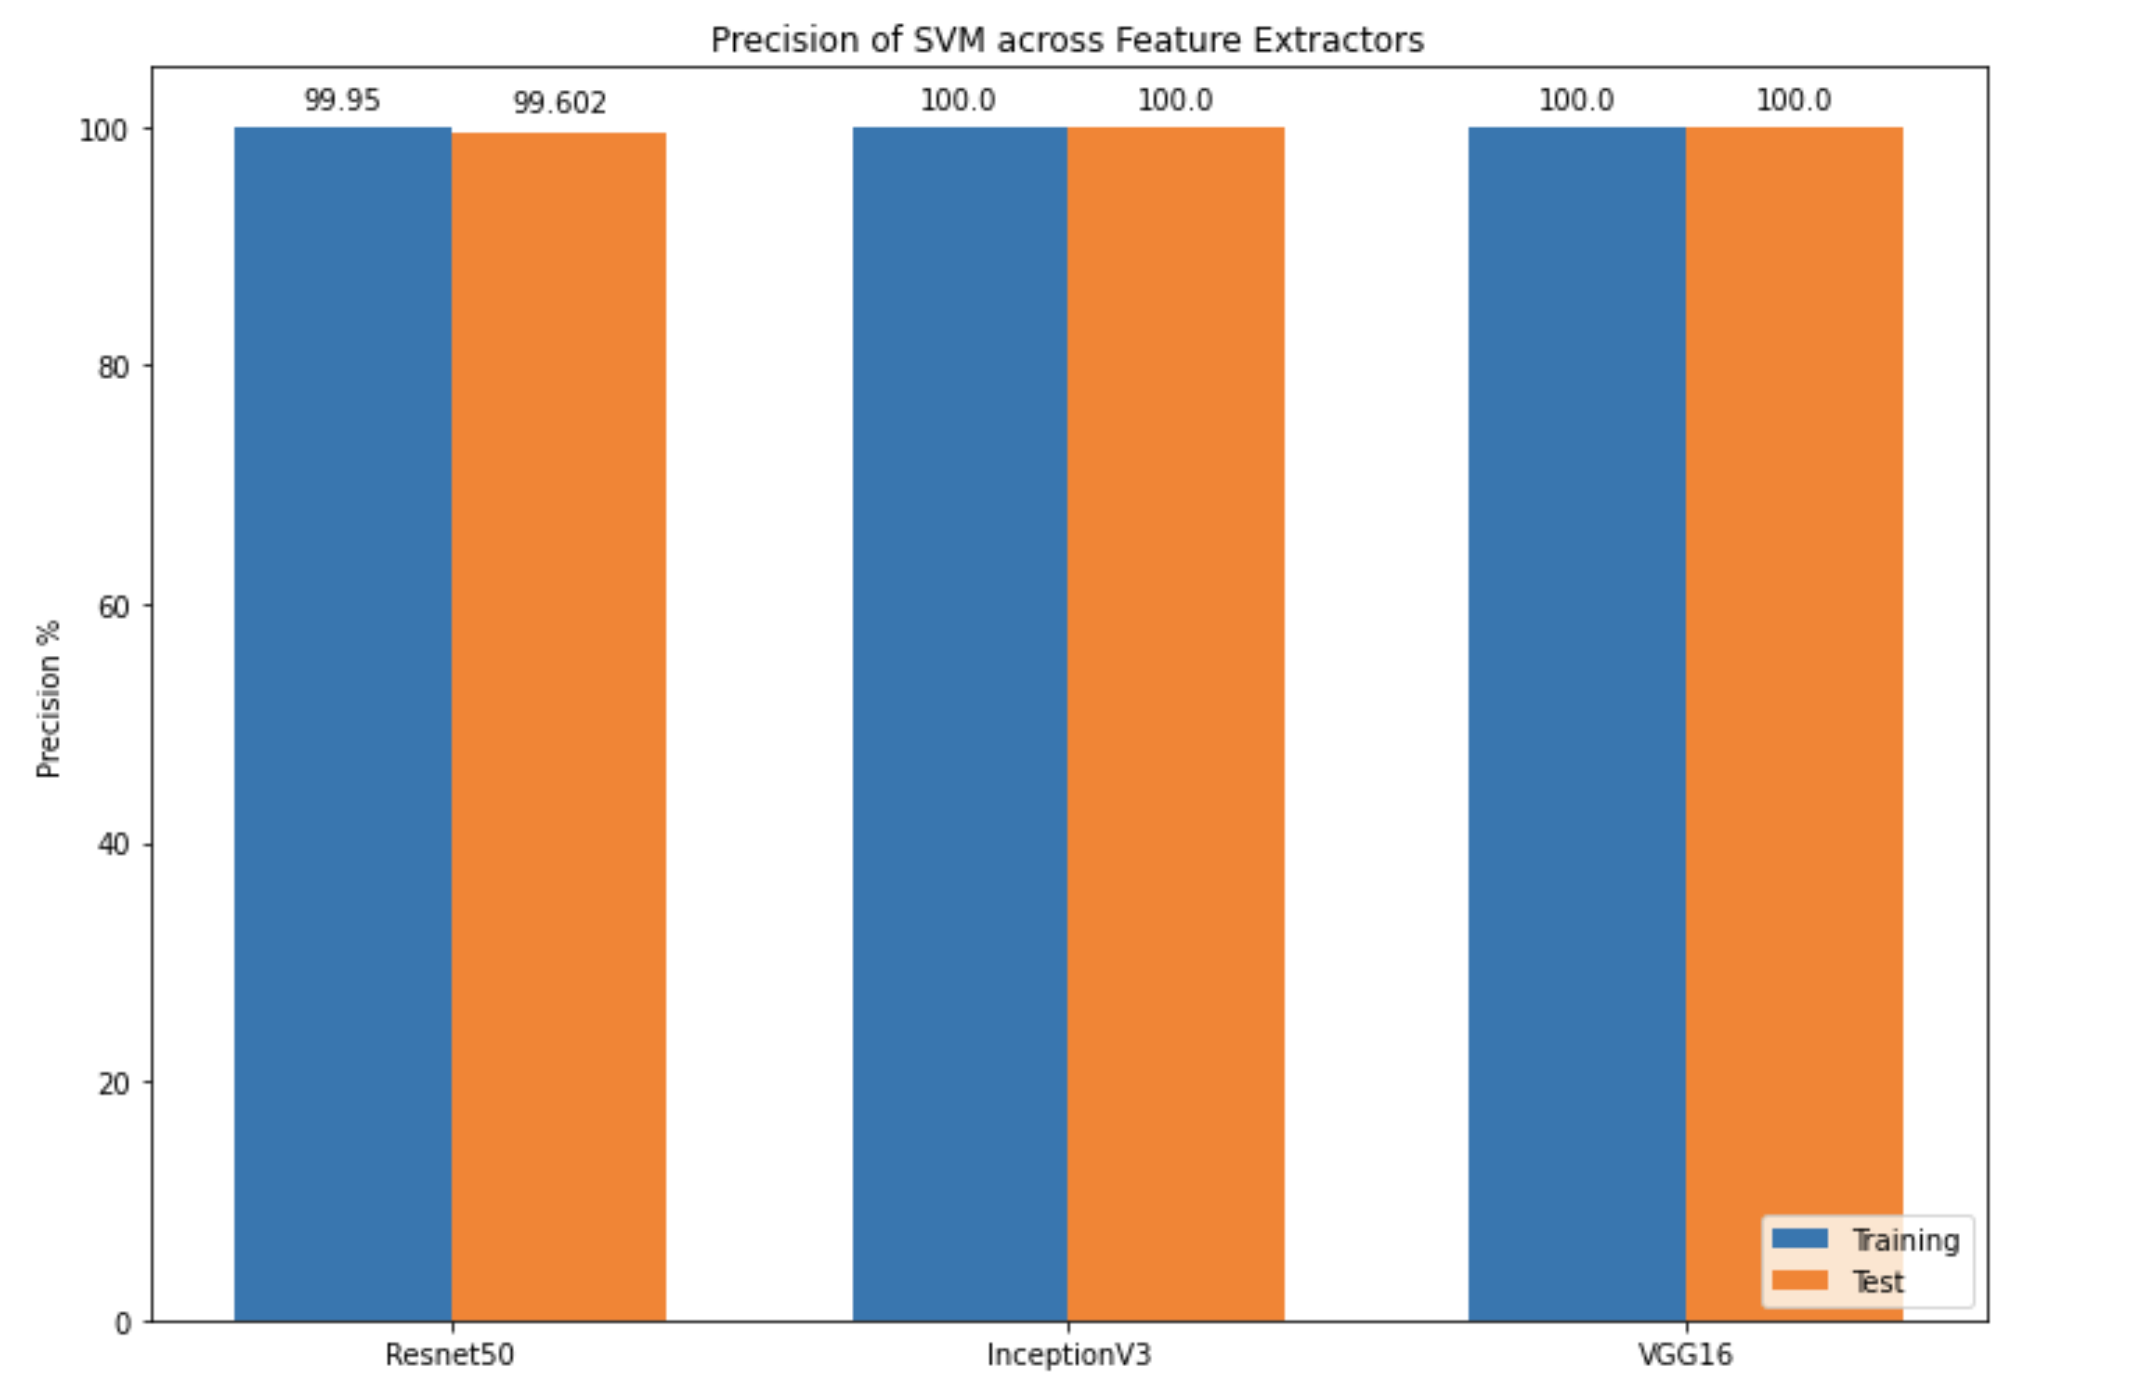 Precision of SVM across Feature Extractors
99.95 99.602 100.0 100.0 100.0 100.0
100
80
60
40
20
0
Precision %
Training
Test
Resnet50 InceptionV3 VGG16